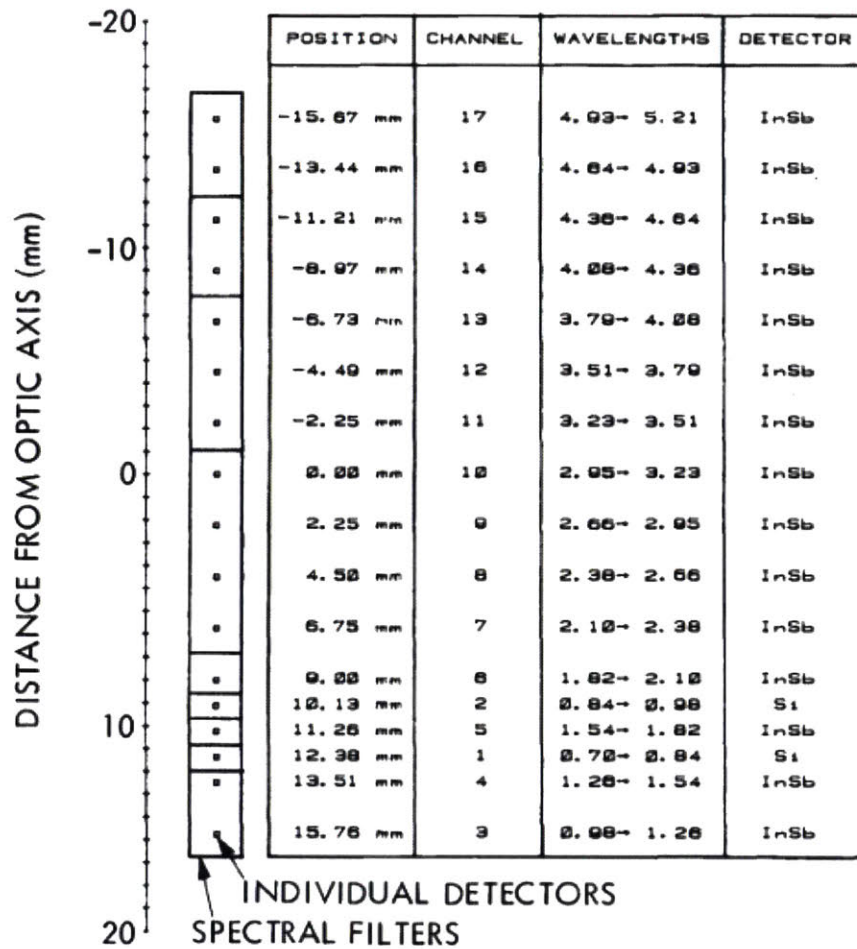 POSITION CHANNEL WAVELENGTHS DETECTOR
-15.67 mm 17 4.93→ 5.21 InSb
-13.44 mm 16 4.64→ 4.93 InSb
-11.21 mm 15 4.36→ 4.64 InSb
-8.97 mm 14 4.08→ 4.36 InSb
-6.73 mm 13 3.79→ 4.08 InSb
-4.49 mm 12 3.51→ 3.79 InSb
-2.25 mm 11 3.23→ 3.51 InSb
0.00 mm 10 2.95→ 3.23 InSb
2.25 mm 9 2.66→ 2.95 InSb
4.50 mm 8 2.38→ 2.66 InSb
6.75 mm 7 2.10→ 2.38 InSb
9.00 mm 6 1.82→ 2.10 InSb
10.13 mm 2 0.84→ 0.98 Si
11.26 mm 5 1.54→ 1.82 InSb
12.38 mm 1 0.70→ 0.84 Si
13.51 mm 4 1.26→ 1.54 InSb
15.76 mm 3 0.98→ 1.26 InSb
-20
-10
0
10
20
DISTANCE FROM OPTIC AXIS (mm)
INDIVIDUAL DETECTORS
SPECTRAL FILTERS